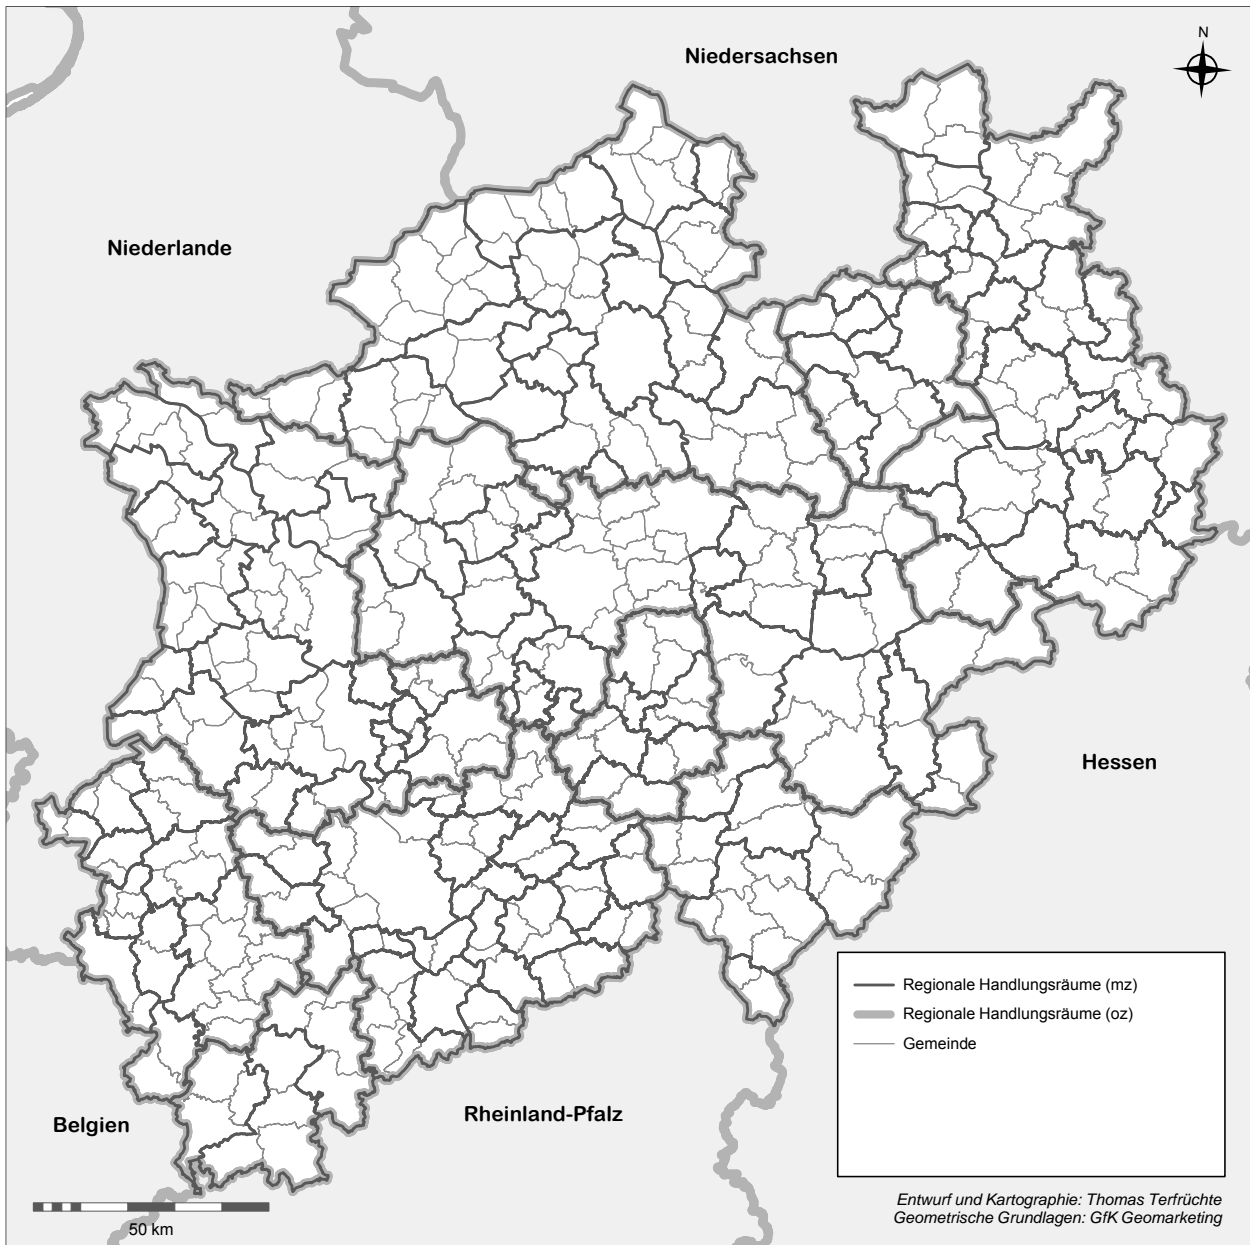 N
Niedersachsen
Niederlande
Hessen
Regionale Handlungsräume (mz)
Regionale Handlungsräume (oz)
Gemeinde
Belgien
Rheinland-Pfalz
50 km
Entwurf und Kartographie: Thomas Terfrüchte
Geometrische Grundlagen: GfK Geomarketing